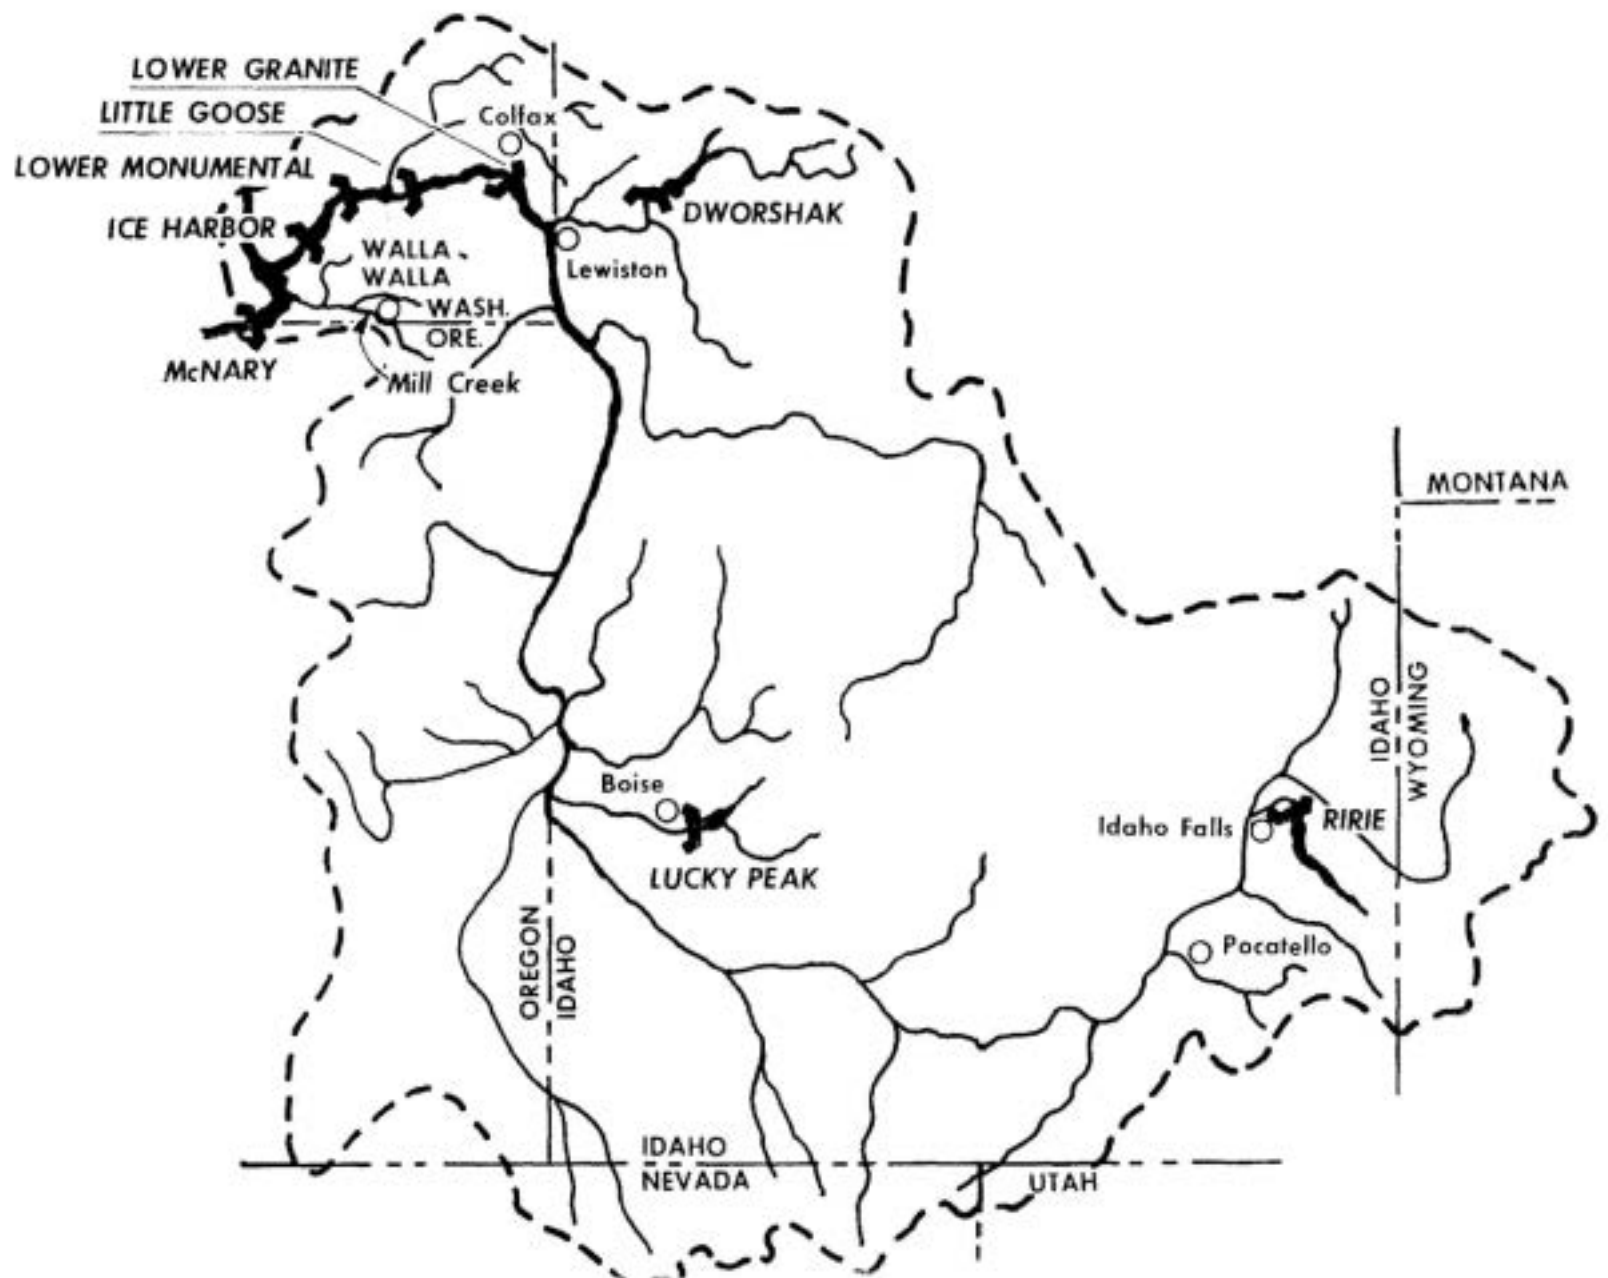 LOWER GRANITE
LITTLE GOOSE
Colfax
LOWER MONUMENTAL
DWORSHAK
ICE HARBOR
WALLA
WALLA
Lewiston
WASH.
ORE.
McNARY
Mill Creek
MONTANA
IDAHO
WYOMING
Boise
Idaho Falls
RIRIE
LUCKY PEAK
OREGON
IDAHO
Pocatello
IDAHO
NEVADA
UTAH